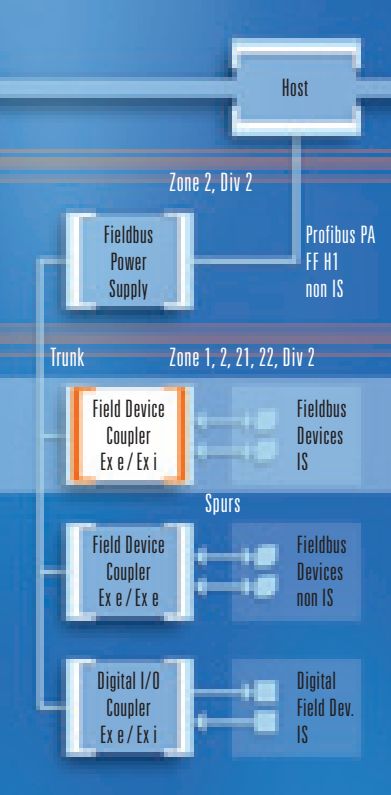 Host
Zone 2, Div 2
Fieldbus
Power
Supply
Profibus PA
FF H1
non IS
Trunk
Zone 1, 2, 21, 22, Div 2
Field Device
Coupler
Ex e / Ex i
Fieldbus
Devices
IS
Spurs
Field Device
Coupler
Ex e / Ex e
Fieldbus
Devices
non IS
Digital I/O
Coupler
Ex e / Ex i
Digital
Field Dev.
IS